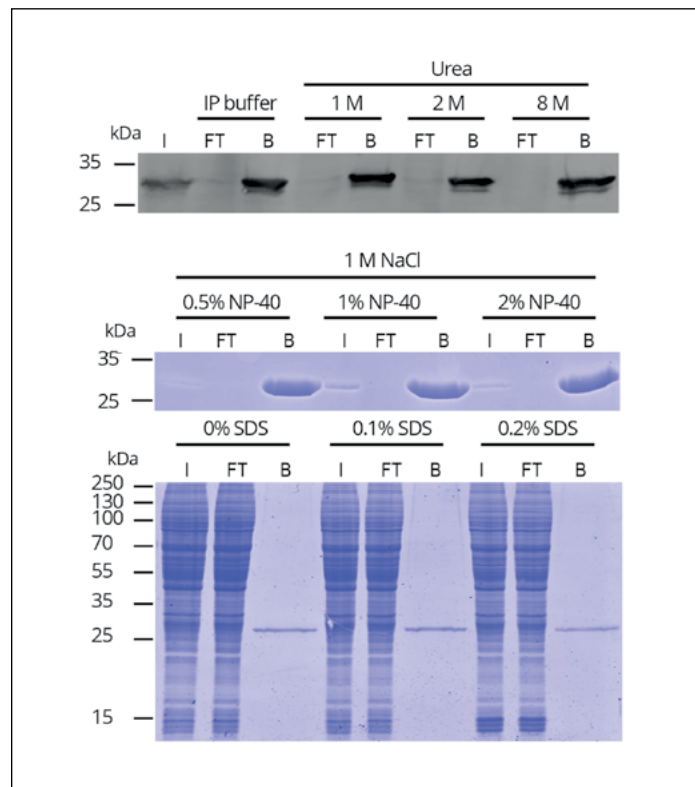 Urea
IP buffer 1 M 2 M 8 M
kDa I FT B FT B FT B FT B
35
25
1 M NaCl
0.5% NP-40 1% NP-40 2% NP-40
kDa I FT B I FT B I FT B
35
25
0% SDS 0.1% SDS 0.2% SDS
kDa I FT B I FT B I FT B
250
130
100
70
55
35
25
15